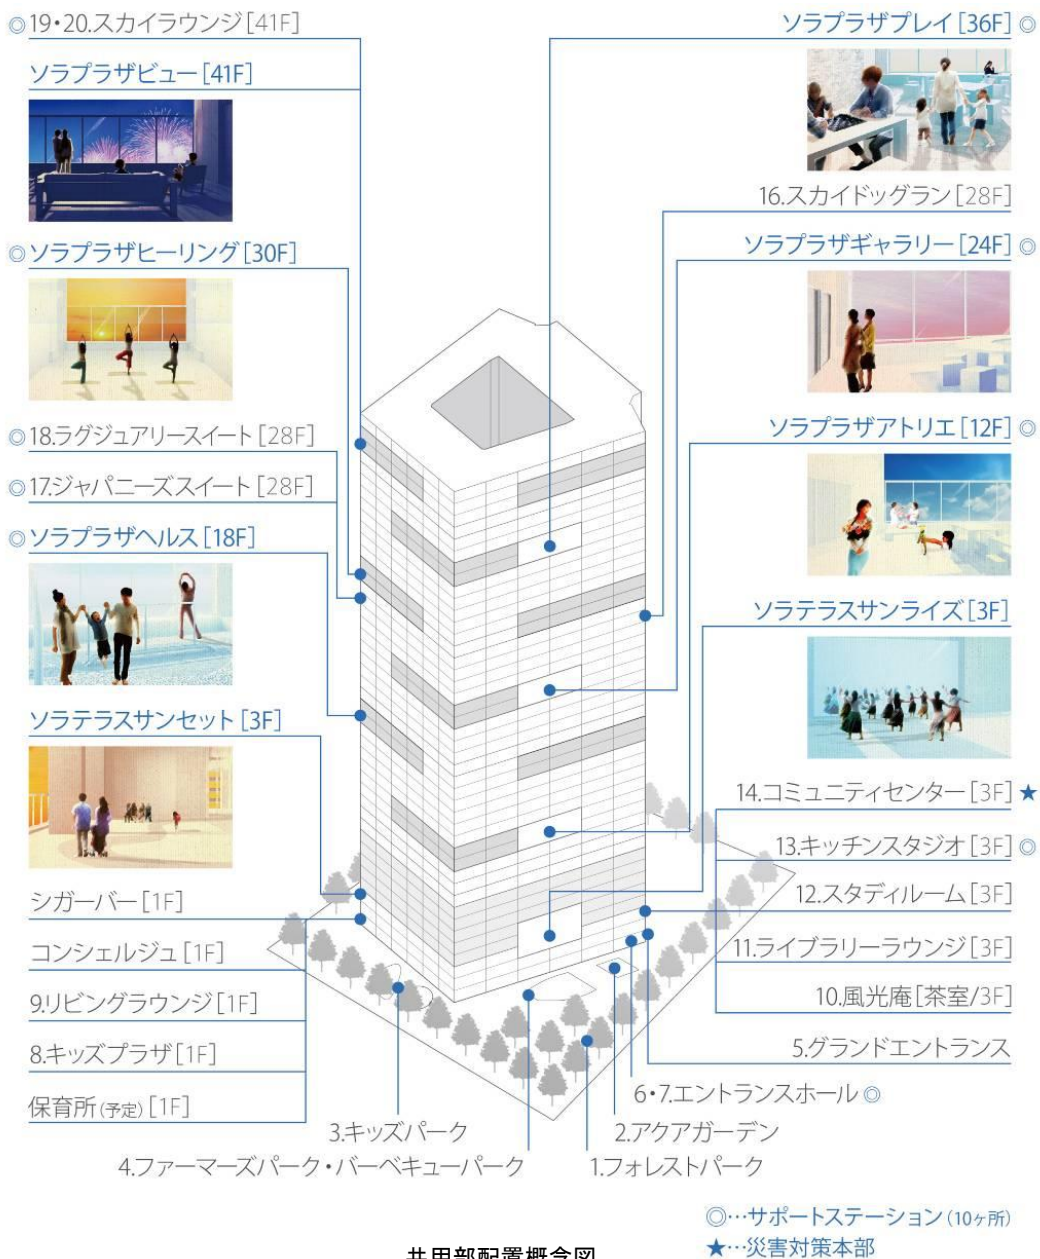 ◎19・20.スカイラウンジ[41F]
ソラプラザビュー[41F]
◎ソラプラザヒーリング[30F]
◎18.ラグジュアリースイート[28F]
◎17.ジャパニーズスイート[28F]
◎ソラプラザヘルス[18F]
ソラテラスサンセット[3F]
シガーバー[1F]
コンシェルジュ[1F]
9.リビングラウンジ[1F]
8.キッズプラザ[1F]
保育所(予定)[1F]
ソラプラザプレイ[36F]◎
16.スカイドッグラン[28F]
ソラプラザギャラリー[24F]◎
ソラプラザアトリエ[12F]◎
ソラテラスサンライズ[3F]
14.コミュニティセンター[3F]★
13.キッチンスタジオ[3F]◎
12.スタディルーム[3F]
11.ライブラリーラウンジ[3F]
10.風光庵[茶室/3F]
5.グランドエントランス
6・7.エントランスホール◎
3.キッズパーク
2.アクアガーデン
4.ファーマーズパーク・バーベキューパーク
1.フォレストパーク
◎…サポートステーション(10ヶ所)
★…災害対策本部
共用部配置概念図